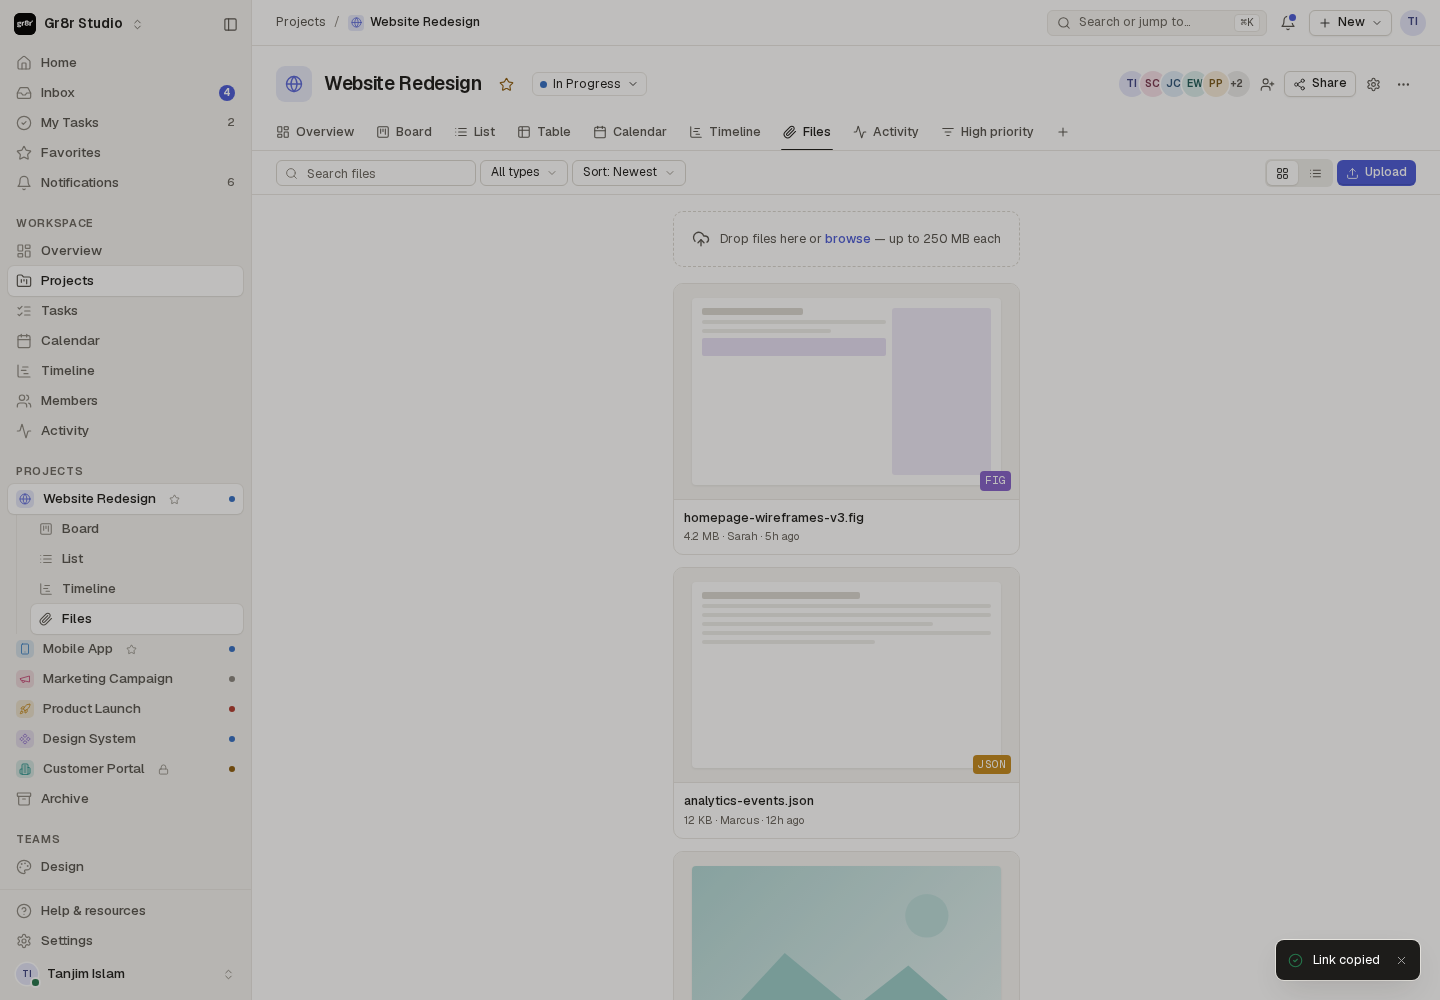 gr8r
Gr8r Studio
Home
Inbox
4
My Tasks
2
Favorites
Notifications
6
WORKSPACE
Overview
Projects
Tasks
Calendar
Timeline
Members
Activity
PROJECTS
Website Redesign
Board
List
Timeline
Files
Mobile App
Marketing Campaign
Product Launch
Design System
Customer Portal
Archive
TEAMS
Design
Help & resources
Settings
TI
Tanjim Islam
Projects / Website Redesign
Search or jump to...
⌘K
New
TI
Website Redesign
In Progress
TI SC JC EW PP +2
Share
Overview
Board
List
Table
Calendar
Timeline
Files
Activity
High priority
Search files
All types
Sort: Newest
Upload
Drop files here or browse — up to 250 MB each
FIG
homepage-wireframes-v3.fig
4.2 MB · Sarah · 5h ago
JSON
analytics-events.json
12 KB · Marcus · 12h ago
Link copied